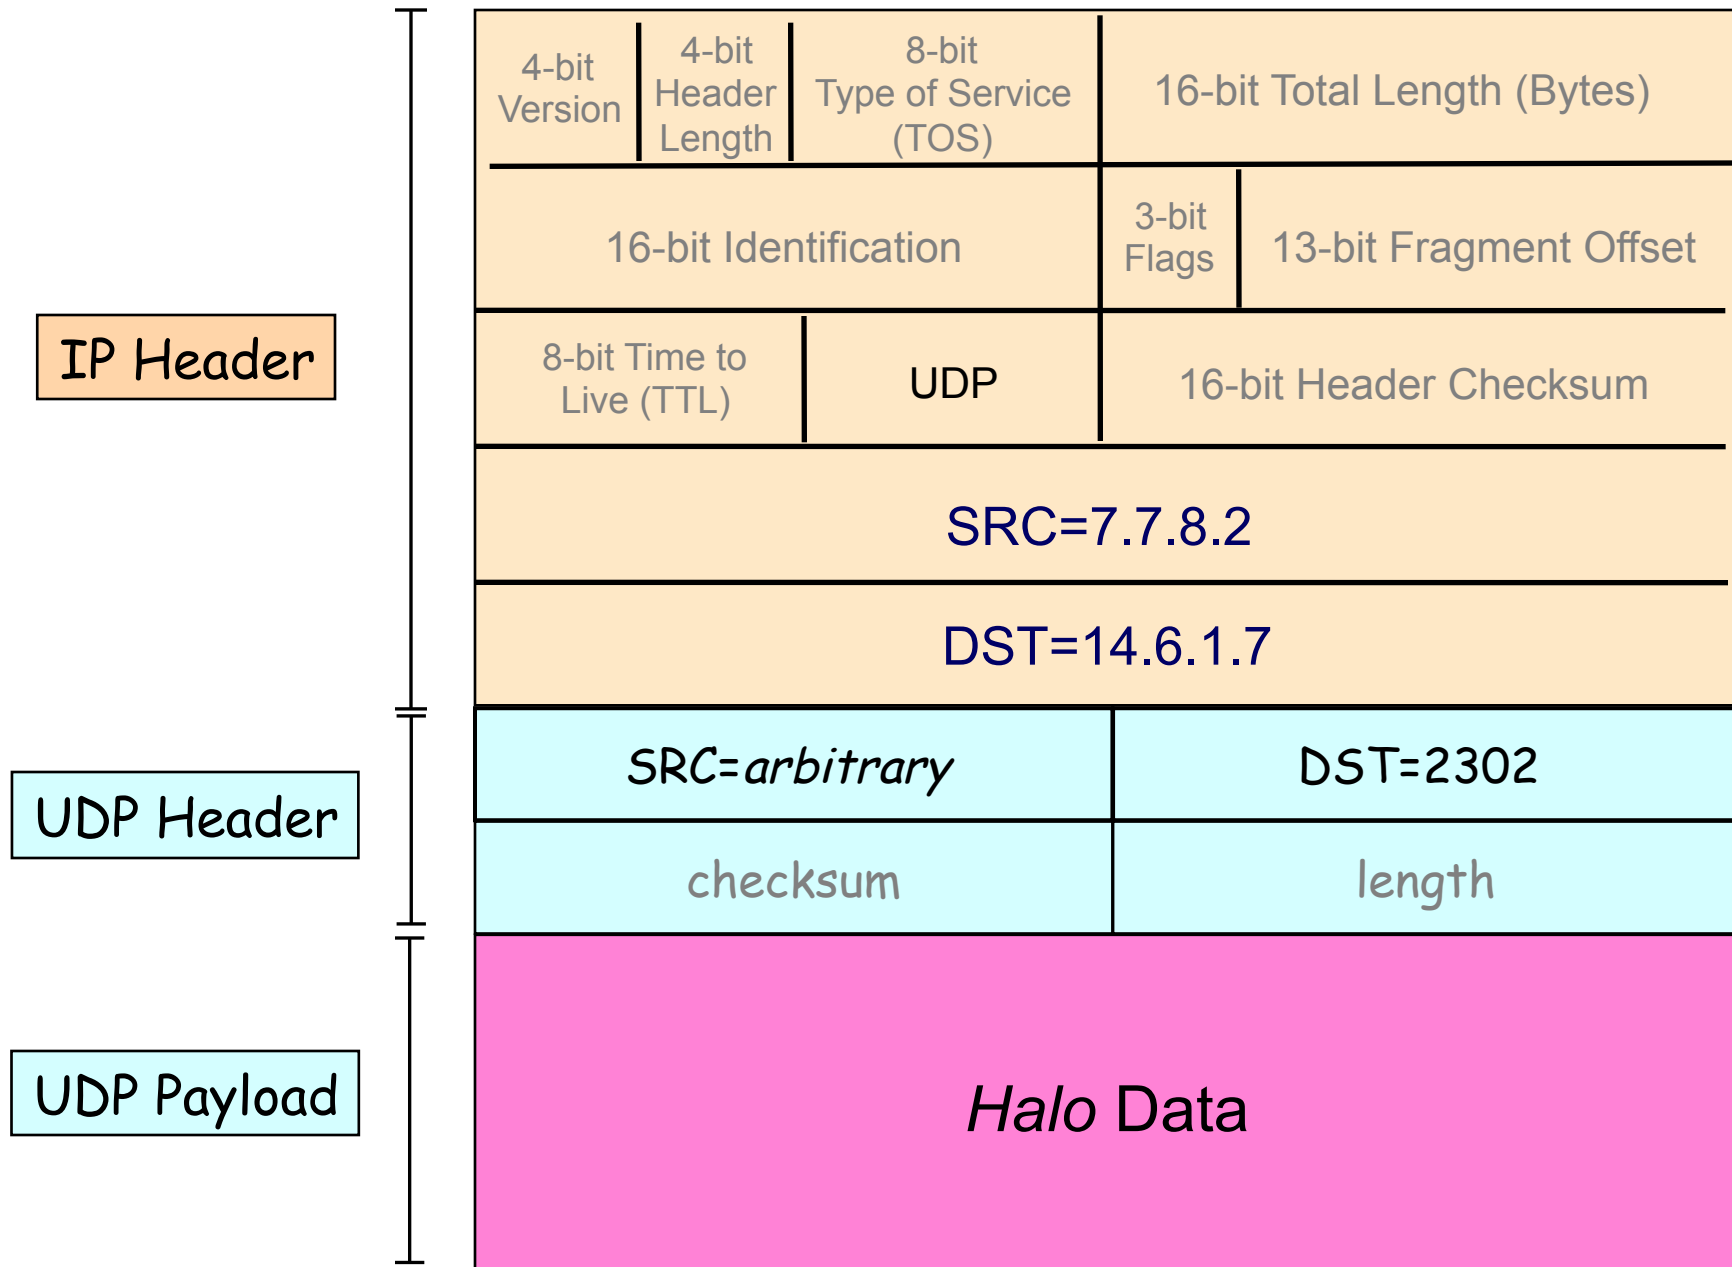 4-bit
Version
4-bit
Header
Length
8-bit
Type of Service
(TOS)
16-bit Total Length (Bytes)
16-bit Identification
3-bit
Flags
13-bit Fragment Offset
IP Header
8-bit Time to
Live (TTL)
UDP
16-bit Header Checksum
SRC=7.7.8.2
DST=14.6.1.7
UDP Header
SRC=arbitrary
DST=2302
checksum
length
UDP Payload
Halo Data